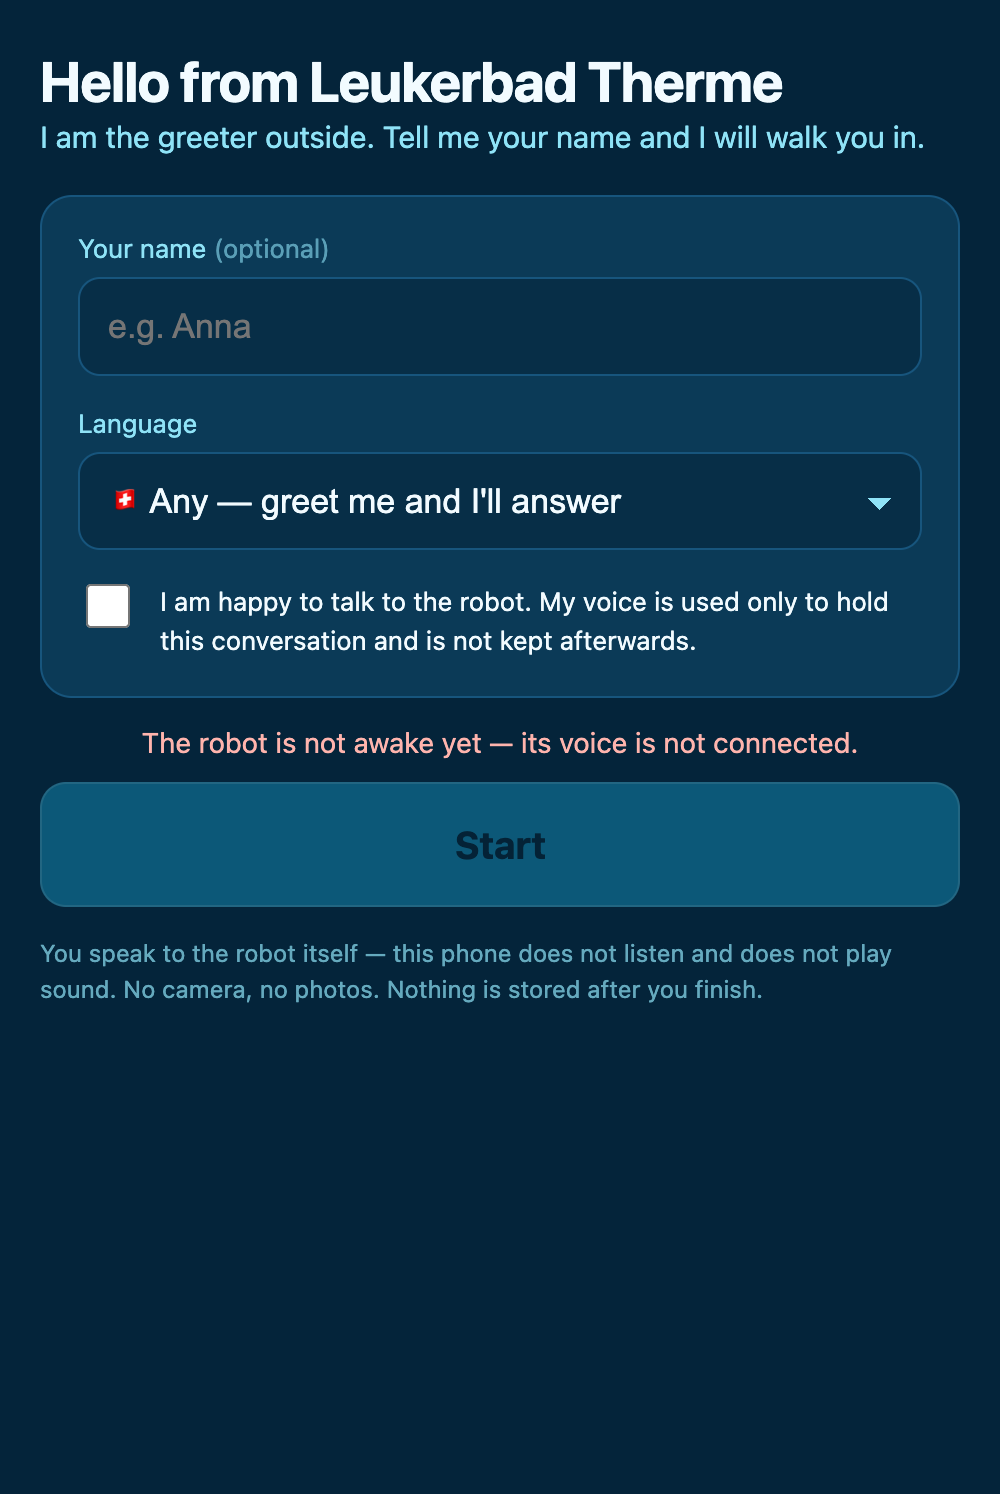 Hello from Leukerbad Therme
I am the greeter outside. Tell me your name and I will walk you in.
Your name (optional)
e.g. Anna
Language
🇨🇭 Any — greet me and I'll answer
I am happy to talk to the robot. My voice is used only to hold
this conversation and is not kept afterwards.
The robot is not awake yet — its voice is not connected.
Start
You speak to the robot itself — this phone does not listen and does not play
sound. No camera, no photos. Nothing is stored after you finish.